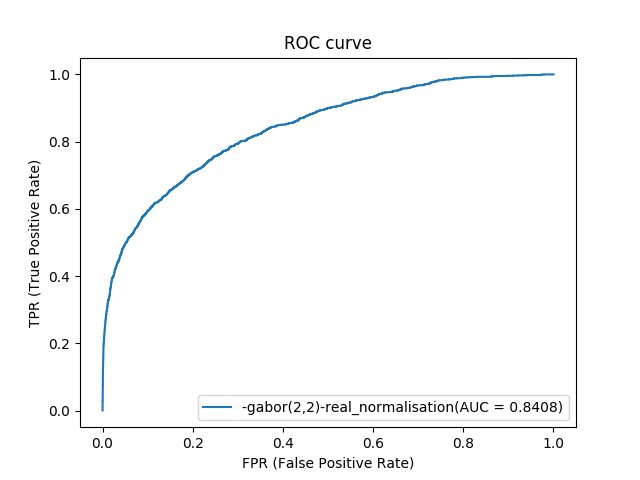 ROC curve
TPR (True Positive Rate)
1.0
0.8
0.6
0.4
0.2
0.0
-gabor(2,2)-real_normalisation(AUC = 0.8408)
0.0 0.2 0.4 0.6 0.8 1.0
FPR (False Positive Rate)